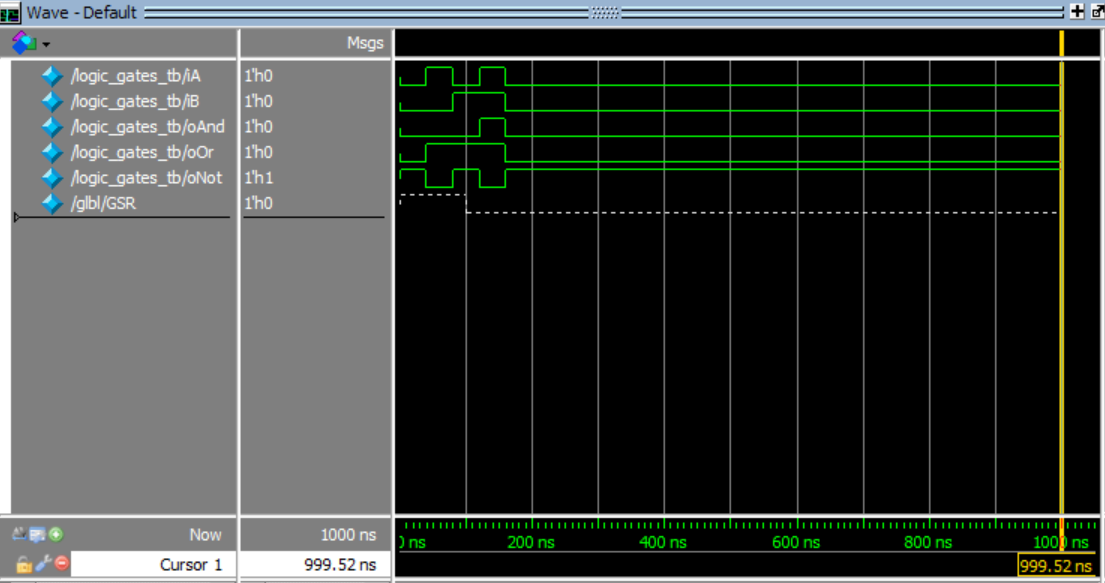 Wave - Default
Msgs
/logic_gates_tb/iA 1'h0
/logic_gates_tb/iB 1'h0
/logic_gates_tb/oAnd 1'h0
/logic_gates_tb/oOr 1'h0
/logic_gates_tb/oNot 1'h1
/glbl/GSR 1'h0
Now 1000 ns
ns 200 ns 400 ns 600 ns 800 ns 1000 ns
Cursor 1 999.52 ns 999.52 ns